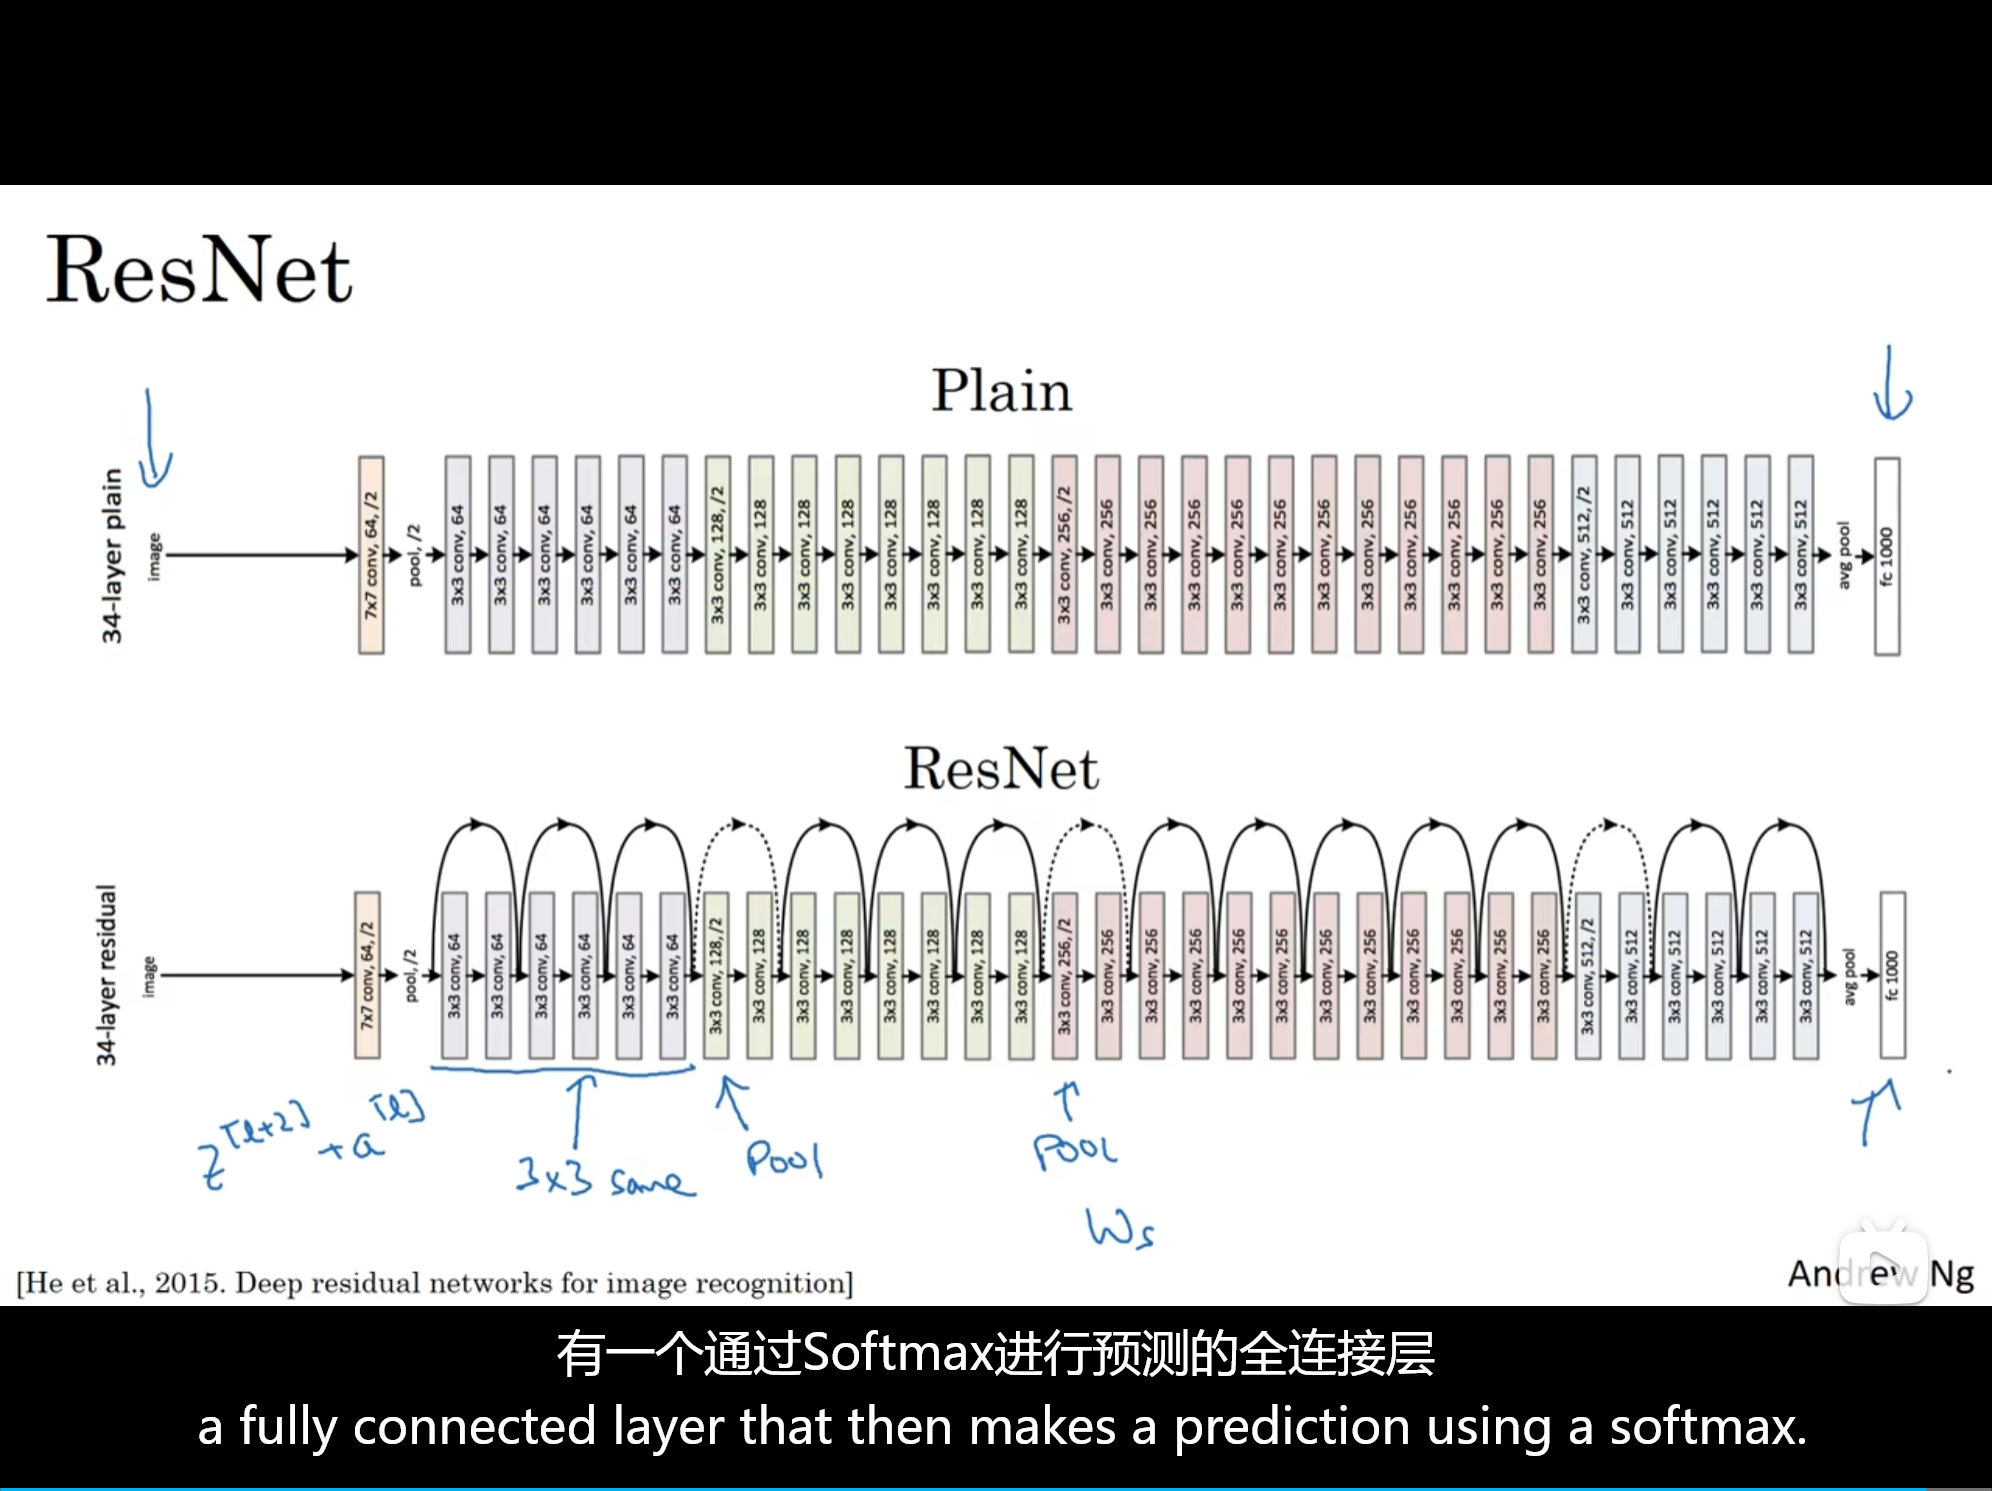 ResNet
Plain
34-layer plain
image
7x7 conv, 64, /2
pool, /2
3x3 conv, 64
3x3 conv, 64
3x3 conv, 64
3x3 conv, 64
3x3 conv, 64
3x3 conv, 64
3x3 conv, 128, /2
3x3 conv, 128
3x3 conv, 128
3x3 conv, 128
3x3 conv, 128
3x3 conv, 128
3x3 conv, 128
3x3 conv, 128
3x3 conv, 256, /2
3x3 conv, 256
3x3 conv, 256
3x3 conv, 256
3x3 conv, 256
3x3 conv, 256
3x3 conv, 256
3x3 conv, 256
3x3 conv, 256
3x3 conv, 256
3x3 conv, 256
3x3 conv, 256
3x3 conv, 512, /2
3x3 conv, 512
3x3 conv, 512
3x3 conv, 512
3x3 conv, 512
3x3 conv, 512
avg pool
fc 1000
ResNet
34-layer residual
image
7x7 conv, 64, /2
pool, /2
3x3 conv, 64
3x3 conv, 64
3x3 conv, 64
3x3 conv, 64
3x3 conv, 64
3x3 conv, 64
3x3 conv, 128, /2
3x3 conv, 128
3x3 conv, 128
3x3 conv, 128
3x3 conv, 128
3x3 conv, 128
3x3 conv, 128
3x3 conv, 128
3x3 conv, 256, /2
3x3 conv, 256
3x3 conv, 256
3x3 conv, 256
3x3 conv, 256
3x3 conv, 256
3x3 conv, 256
3x3 conv, 256
3x3 conv, 256
3x3 conv, 256
3x3 conv, 256
3x3 conv, 256
3x3 conv, 512, /2
3x3 conv, 512
3x3 conv, 512
3x3 conv, 512
3x3 conv, 512
3x3 conv, 512
avg pool
fc 1000
z[l+2] + a[l]
3x3 same
Pool
Pool
Ws
[He et al., 2015. Deep residual networks for image recognition]
Andrew Ng
有一个通过Softmax进行预测的全连接层
a fully connected layer that then makes a prediction using a softmax.